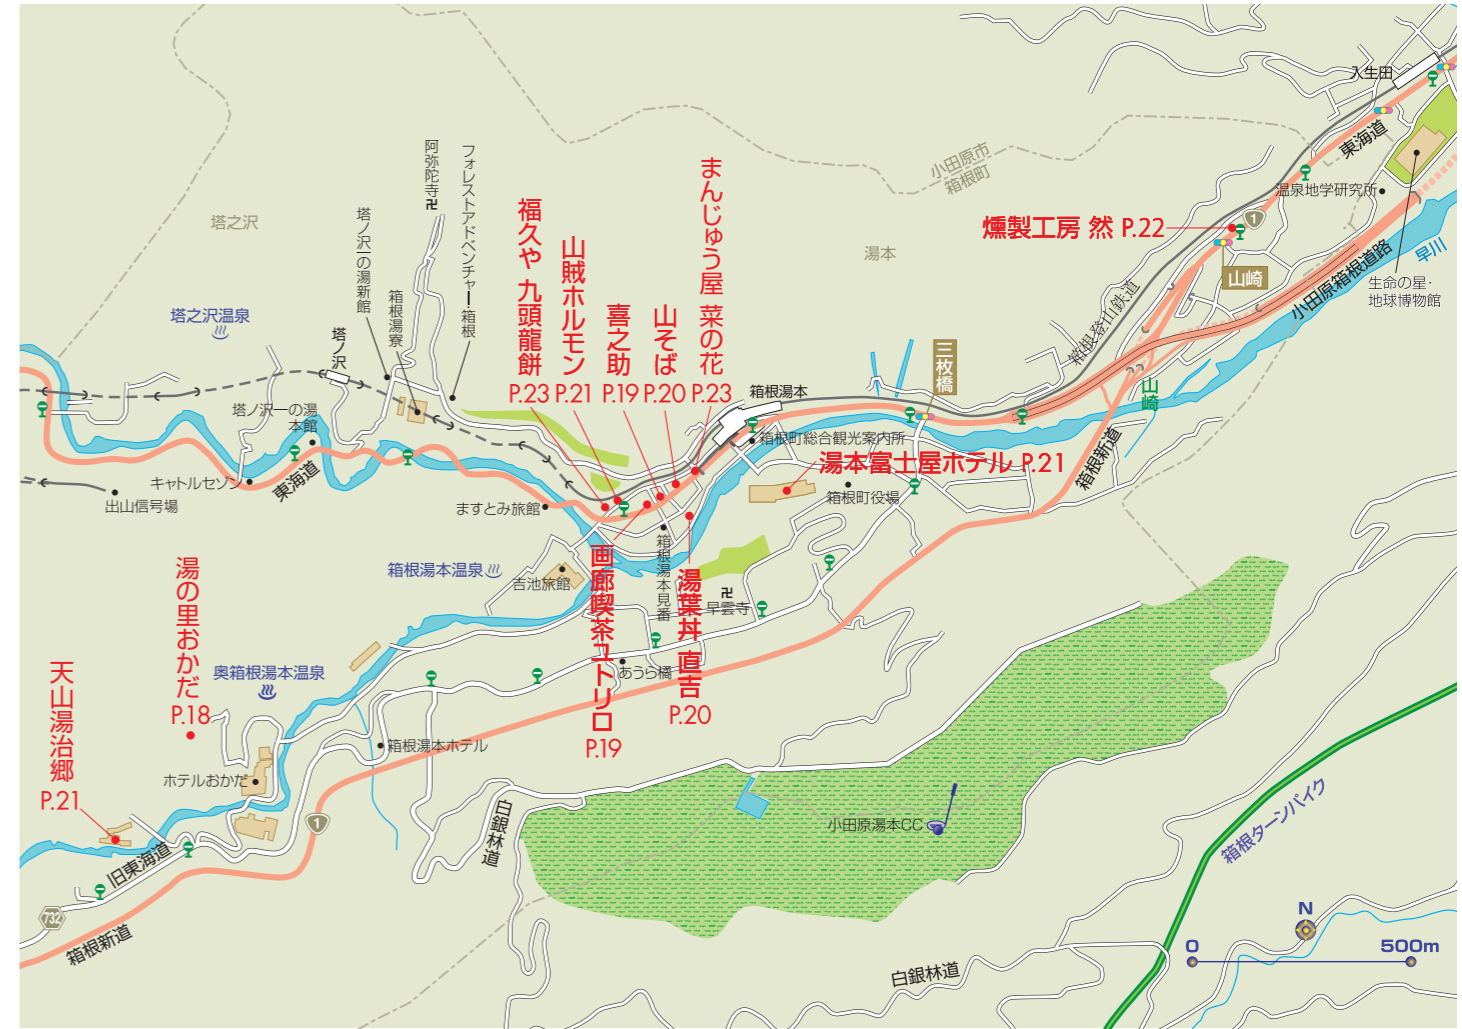 入生田
東海道
小田原市
箱根町
温泉地学研究所
阿弥陀寺
フォレストアドベンチャー・箱根
まんじゅう屋 菜の花
P.23
福久や 九頭龍餅
P.23
山賊ホルモン
P.21
喜之助
P.19
山そば
P.20
塔之沢
塔ノ沢一の湯新館
湯本
燻製工房 然 P.22
1
山崎
小田原箱根道路
早川
生命の星・
地球博物館
箱根湯寮
塔之沢温泉
塔ノ沢
箱根登山鉄道
三枚橋
山崎
箱根湯本
塔ノ沢一の湯
本館
箱根町総合観光案内所
湯本富士屋ホテル P.21
箱根町役場
箱根新道
キャトルセゾン
東海道
出山信号場
ますとみ旅館
箱根湯本温泉
吉池旅館
画廊喫茶ユトリロ
P.19
箱根湯本見番
湯葉丼 直吉
P.20
早雲寺
あうら橘
湯の里おかだ
P.18
奥箱根湯本温泉
天山湯治郷
P.21
箱根湯本ホテル
ホテルおかだ
1
白銀林道
小田原湯本CC
箱根ターンパイク
旧東海道
732
箱根新道
白銀林道
N
0
500m